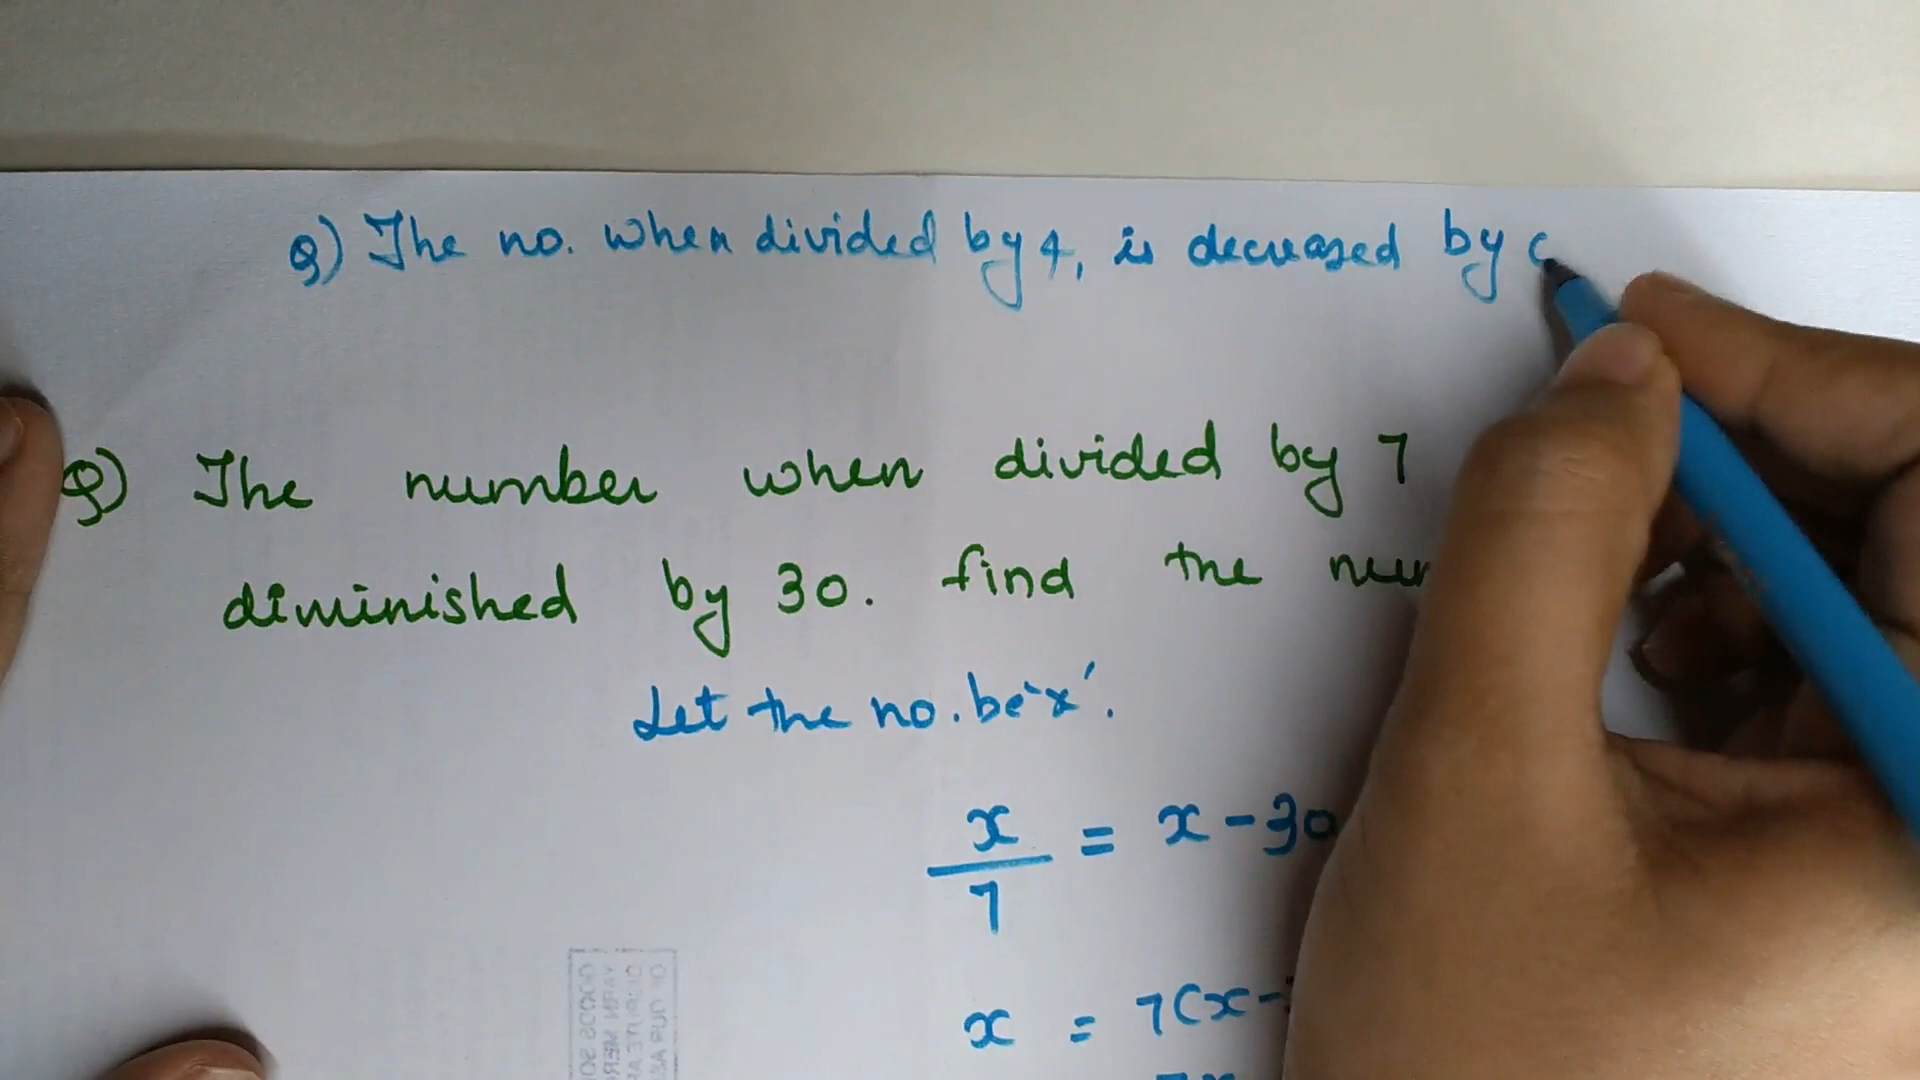 Q) The no. when divided by 4, is decreased by
Q) The number when divided by 7
diminished by 30. find the
Let the no. be 'x'.
x/7 = x - 30
x = 7(x-